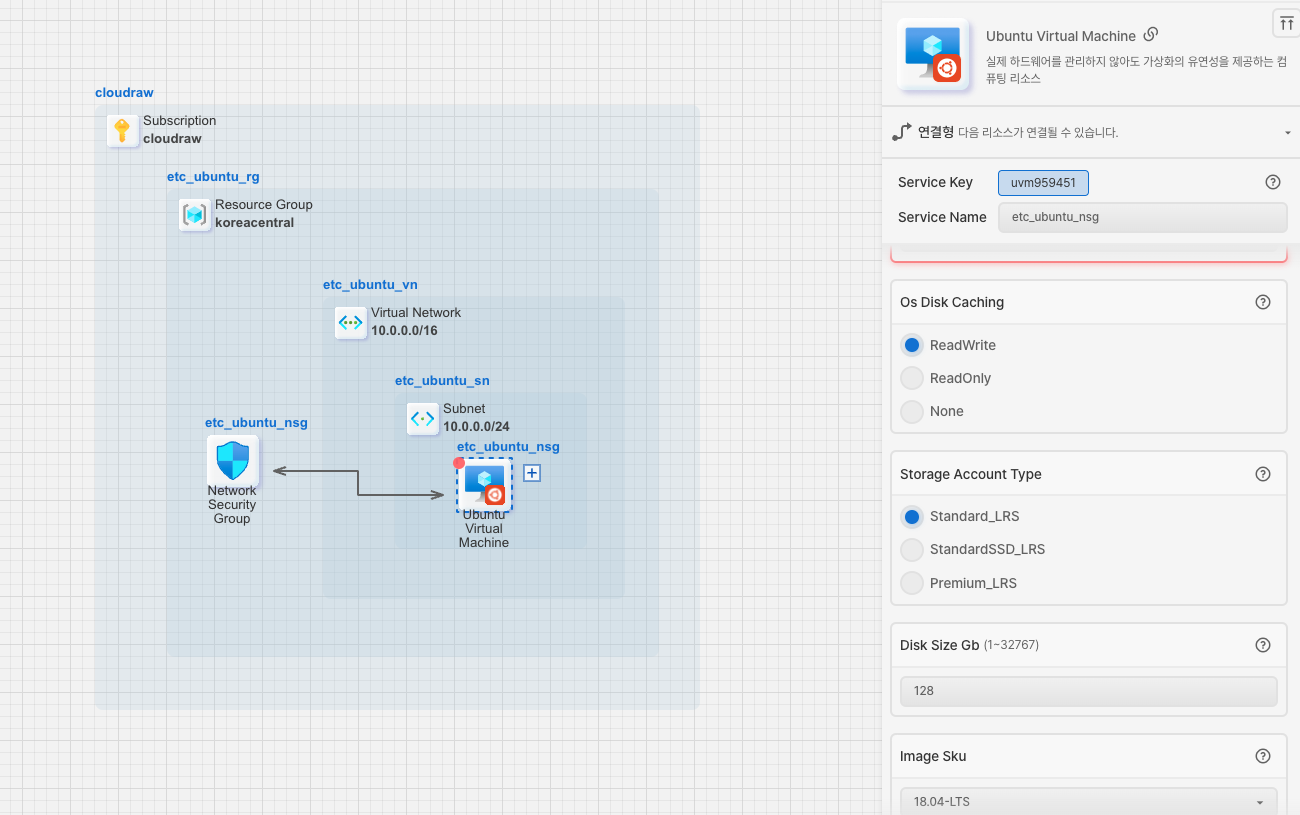 cloudraw
Subscription
cloudraw
etc_ubuntu_rg
Resource Group
koreacentral
etc_ubuntu_vn
Virtual Network
10.0.0.0/16
etc_ubuntu_sn
Subnet
10.0.0.0/24
etc_ubuntu_nsg
Network
Security
Group
etc_ubuntu_nsg
Ubuntu
Virtual
Machine
Ubuntu Virtual Machine
실제 하드웨어를 관리하지 않아도 가상화의 유연성을 제공하는 컴
퓨팅 리소스
연결형 다음 리소스가 연결될 수 있습니다.
Service Key uvm959451
Service Name etc_ubuntu_nsg
Os Disk Caching
ReadWrite
ReadOnly
None
Storage Account Type
Standard_LRS
StandardSSD_LRS
Premium_LRS
Disk Size Gb (1~32767)
128
Image Sku
18.04-LTS